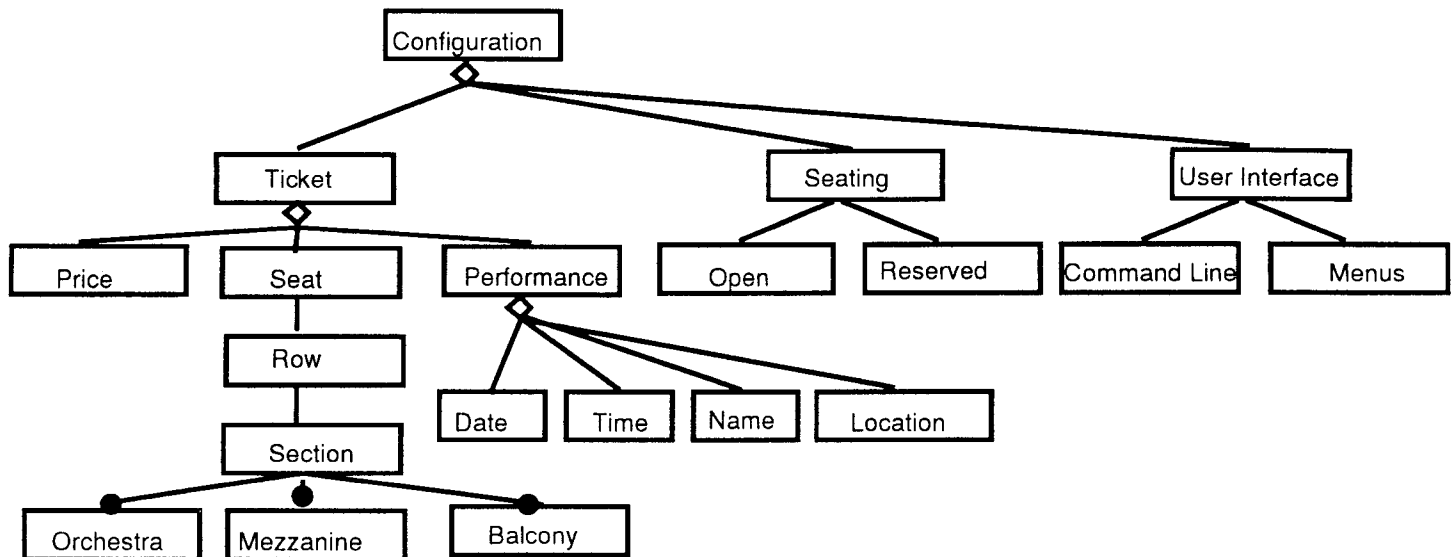 Configuration
Ticket
Seating
User Interface
Price
Seat
Performance
Open
Reserved
Command Line
Menus
Row
Date
Time
Name
Location
Section
Orchestra
Mezzanine
Balcony